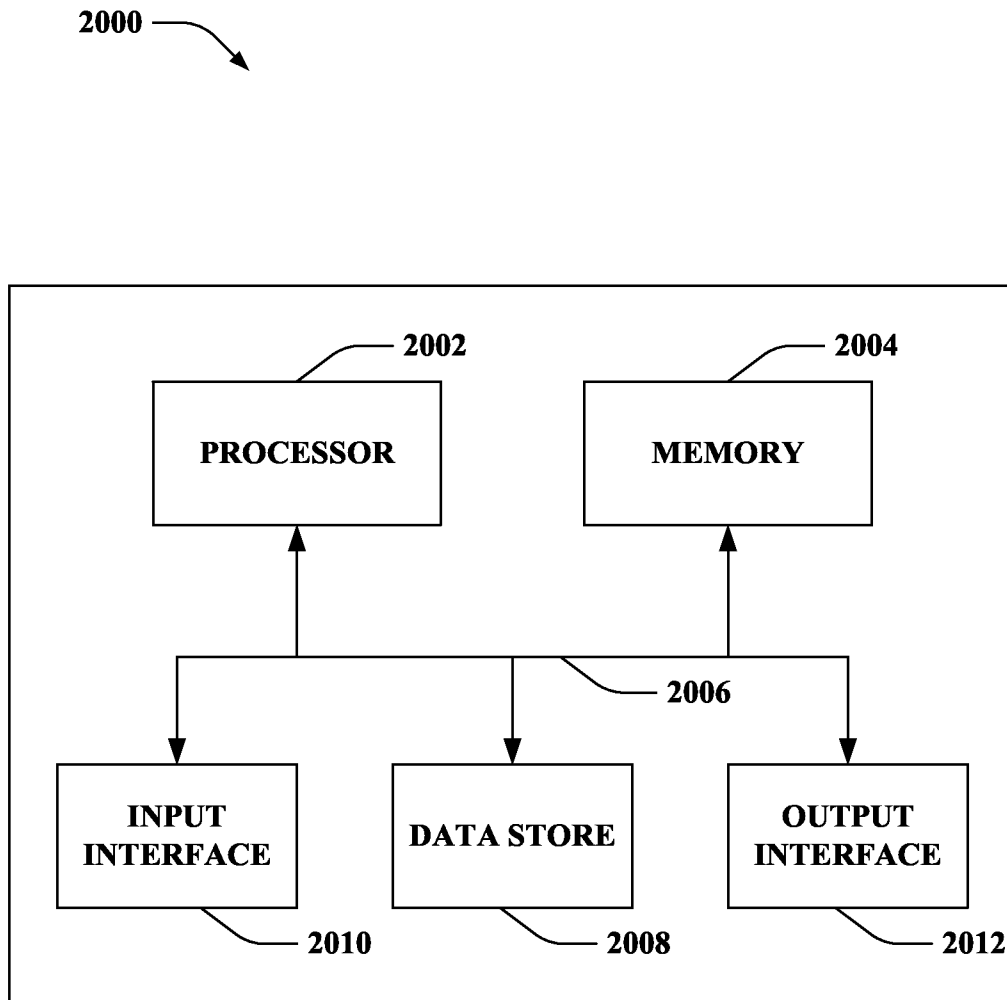 2000
2002
2004
PROCESSOR
MEMORY
2006
INPUT
INTERFACE
DATA STORE
OUTPUT
INTERFACE
2010
2008
2012